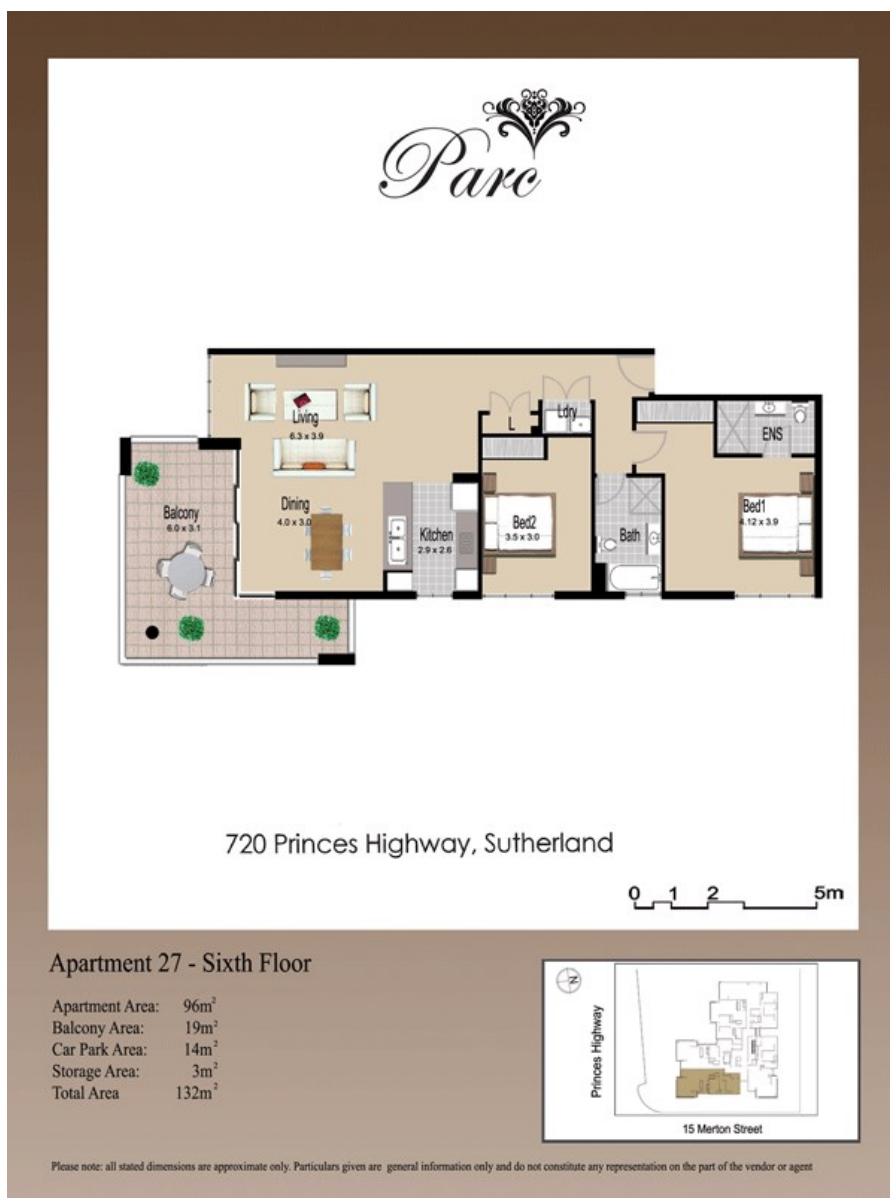 Parc
Living
6.3 x 3.9
L
Ldry
ENS
Balcony
6.0 x 3.1
Dining
4.0 x 3.0
Kitchen
2.9 x 2.6
Bed2
3.5 x 3.0
Bath
Bed1
4.12 x 3.9
720 Princes Highway, Sutherland
0 1 2 5m
Apartment 27 - Sixth Floor
Apartment Area: 96m²
Balcony Area: 19m²
Car Park Area: 14m²
Storage Area: 3m²
Total Area 132m²
N
Princes Highway
15 Merton Street
Please note: all stated dimensions are approximate only. Particulars given are general information only and do not constitute any representation on the part of the vendor or agent